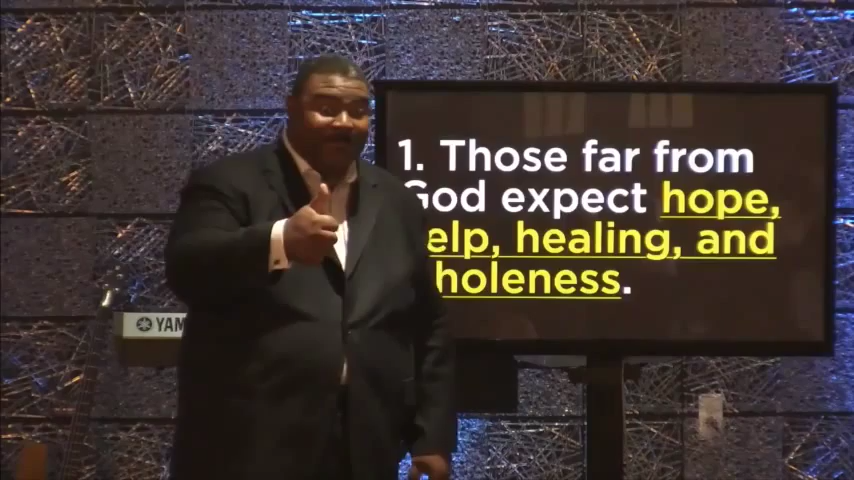 1. Those far from
God expect hope,
elp, healing, and
holeness.
YAM